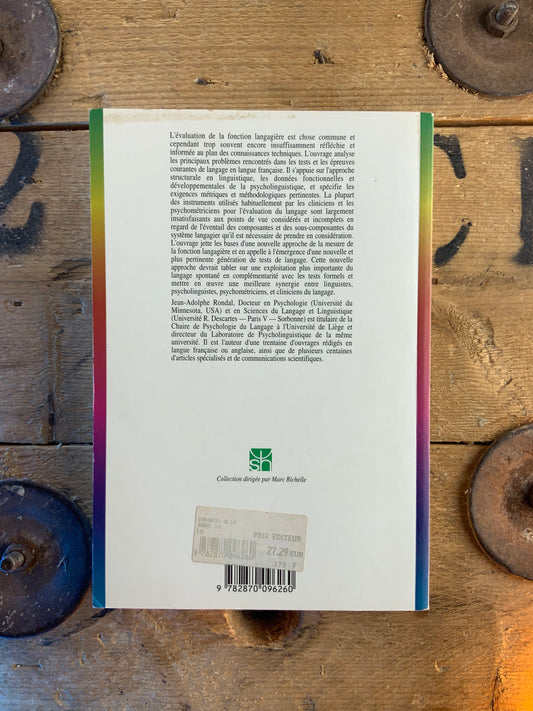 L'évaluation de la fonction langagière est chose commune et
cependant trop souvent encore insuffisamment réfléchie et
informée au plan des connaissances techniques. L'ouvrage analyse
les principaux problèmes rencontrés dans les tests et les épreuves
courantes de langage en langue française. Il s'appuie sur l'approche
structurale en linguistique, les données fonctionnelles et
développementales de la psycholinguistique, et spécifie les
exigences métriques et méthodologiques pertinentes. La plupart
des instruments utilisés habituellement par les cliniciens et les
psychométriciens pour l'évaluation du langage sont largement
insatisfaisants aux points de vue considérés et incomplets en
regard de l'éventail des composantes et des sous-composantes du
système langagier qu'il est nécessaire de prendre en considération.
L'ouvrage jette les bases d'une nouvelle approche de la mesure de
la fonction langagière et en appelle à l'émergence d'une nouvelle et
plus pertinente génération de tests de langage. Cette nouvelle
approche devrait tabler sur une exploitation plus importante du
langage spontané en complémentarité avec les tests formels et
mettre en œuvre une meilleure synergie entre linguistes,
psycholinguistes, psychométriciens, et cliniciens du langage.
Jean-Adolphe Rondal, Docteur en Psychologie (Université du
Minnesota, USA) et en Sciences du Langage et Linguistique
(Université R. Descartes — Paris V — Sorbonne) est titulaire de la
Chaire de Psychologie du Langage à l'Université de Liège et
directeur du Laboratoire de Psycholinguistique de la même
université. Il est l'auteur d'une trentaine d'ouvrages rédigés en
langue française ou anglaise, ainsi que de plusieurs centaines
d'articles spécialisés et de communications scientifiques.
sh
Collection dirigée par Marc Richelle
PRIX EDITEUR
27.29 EUR
179 F
9 782870 096260
9 782870 096260